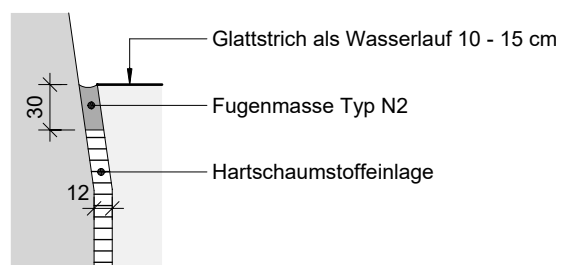 Glattstrich als Wasserlauf 10 - 15 cm
30
Fugenmasse Typ N2
Hartschaumstoffeinlage
12